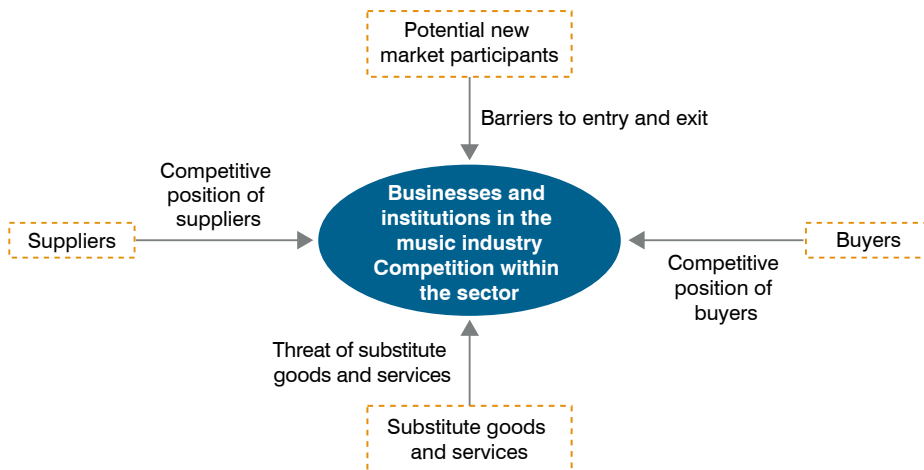 Potential new
market participants
Barriers to entry and exit
Competitive
position of
suppliers
Suppliers
Businesses and
institutions in the
music industry
Competition within
the sector
Buyers
Competitive
position of
buyers
Threat of substitute
goods and services
Substitute goods
and services